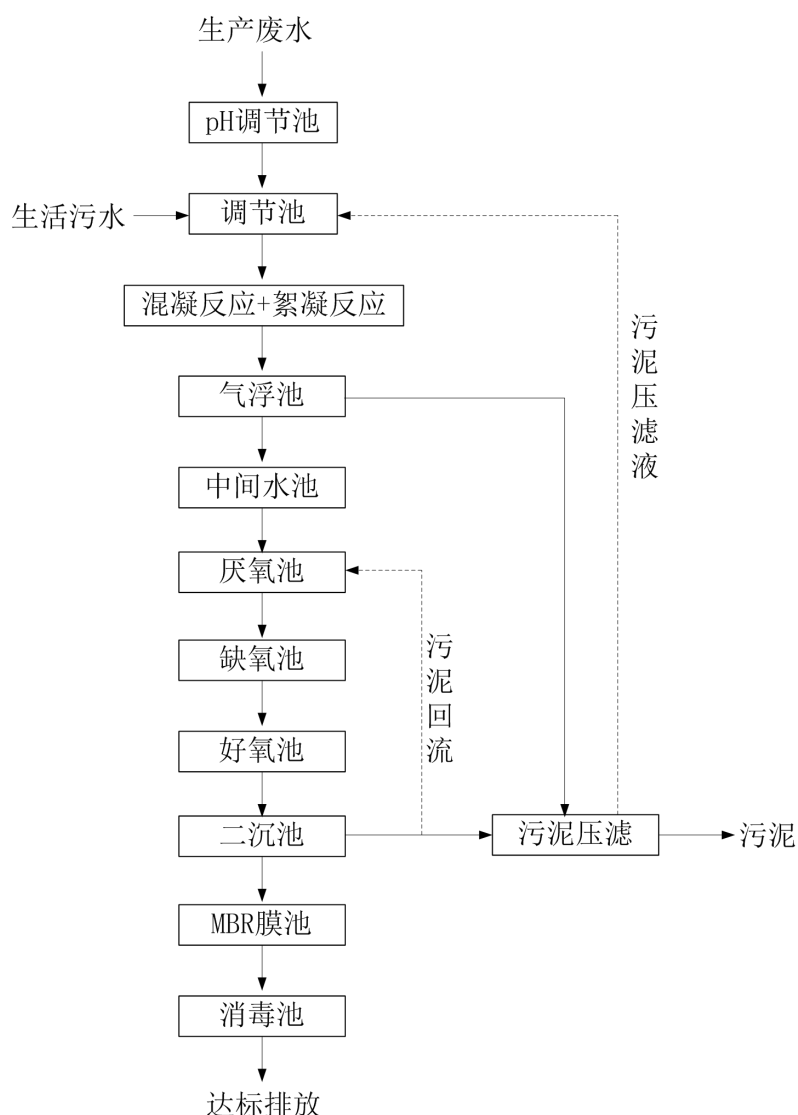 生产废水
pH调节池
生活污水
调节池
混凝反应+絮凝反应
污泥压滤液
气浮池
中间水池
厌氧池
缺氧池
污泥回流
好氧池
二沉池
污泥压滤
污泥
MBR膜池
消毒池
达标排放